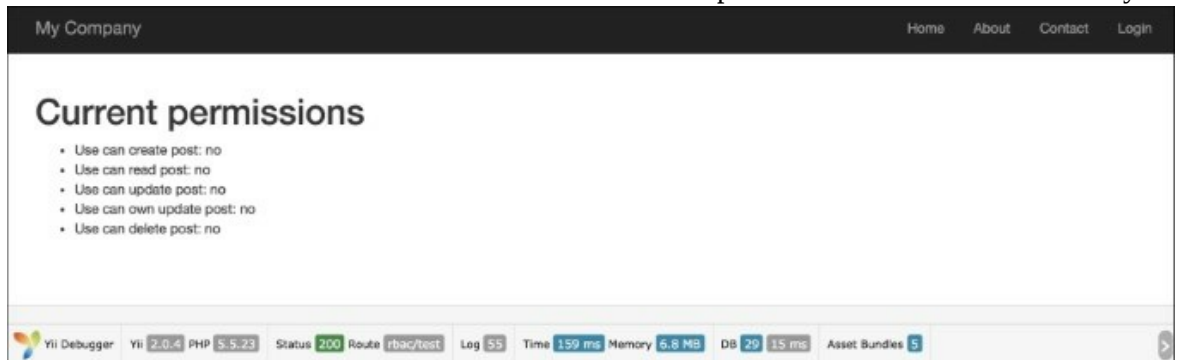 My Company Home About Contact Login
Current permissions
• Use can create post: no
• Use can read post: no
• Use can update post: no
• Use can own update post: no
• Use can delete post: no
Yii Debugger Yii 2.0.4 PHP 5.5.23 Status 200 Route rbac/test Log 55 Time 159 ms Memory 6.8 MB DB 29 15 ms Asset Bundles 5